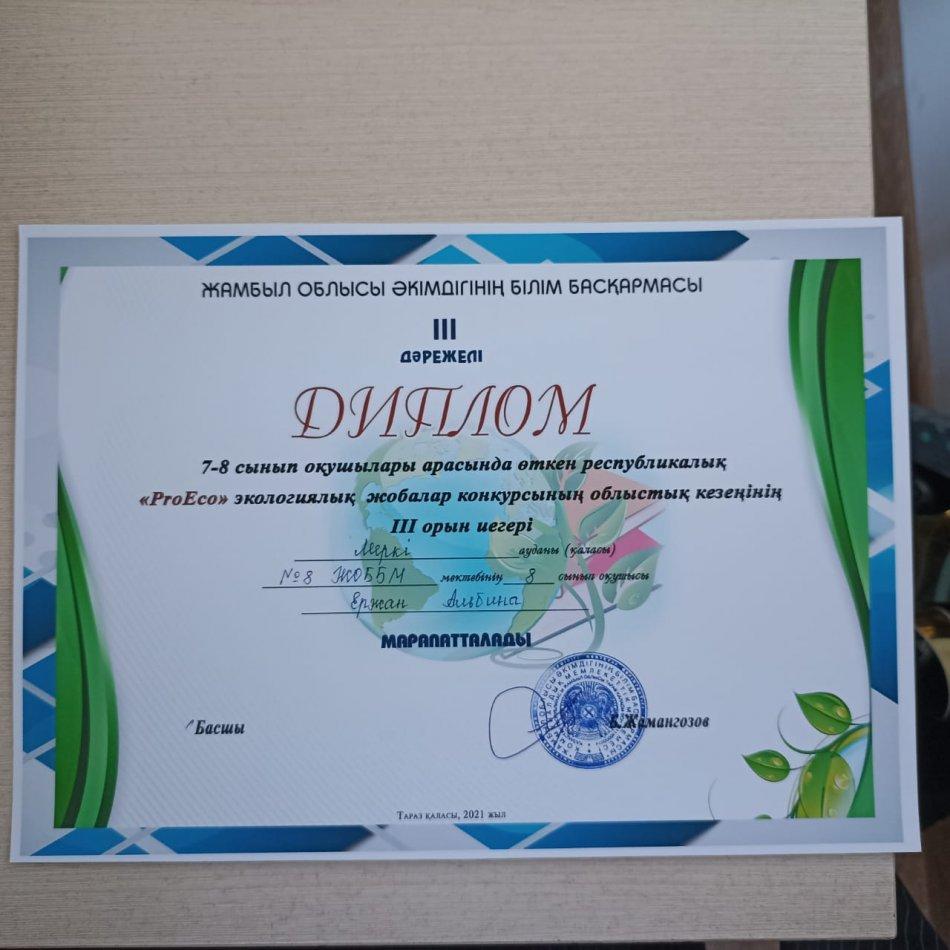 ЖАМБЫЛ ОБЛЫСЫ ӘКІМДІГІНІҢ БІЛІМ БАСҚАРМАСЫ
III
ДӘРЕЖЕЛІ
ДИПЛОМ
7-8 сынып оқушылары арасында өткен республикалық
«ProEco» экологиялық жобалар конкурсының облыстық кезеңінің
III орын иегері
Меркі ауданы (қаласы)
№8 ЖОББМ мектебінің 8 сынып оқушысы
Ержан Альбина
МАРАПАТТАЛАДЫ
Басшы
Қ.Жамангозов
Тараз қаласы, 2021 жыл